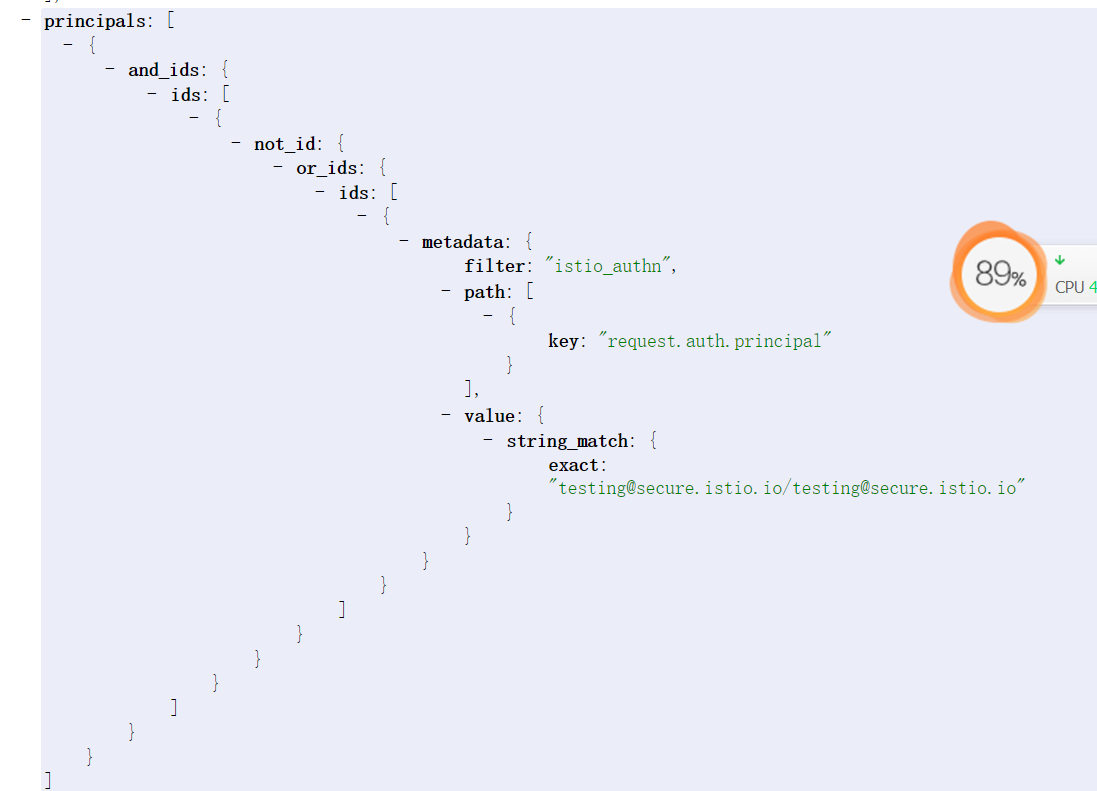 - principals: [
- {
- and_ids: {
- ids: [
- {
- not_id: {
- or_ids: {
- ids: [
- {
- metadata: {
filter: "istio_authn",
- path: [
- {
key: "request.auth.principal"
}
],
- value: {
- string_match: {
exact:
"testing@secure.istio.io/testing@secure.istio.io"
}
}
}
}
]
}
}
}
]
}
}
]
89%
CPU 4